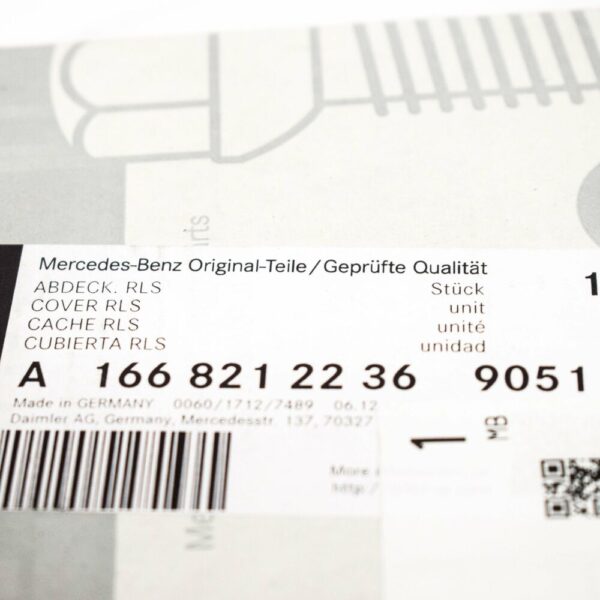 Mercedes-Benz Original-Teile/Geprüfte Qualität
ABDECK. RLS Stück 1
COVER RLS unit
CACHE RLS unité
CUBIERTA RLS unidad
A 166 821 22 36 9051
Made in GERMANY 0060/1712/7489 06.12
Daimler AG, Germany, Mercedesstr. 137, 70327
1 MB
More
http://